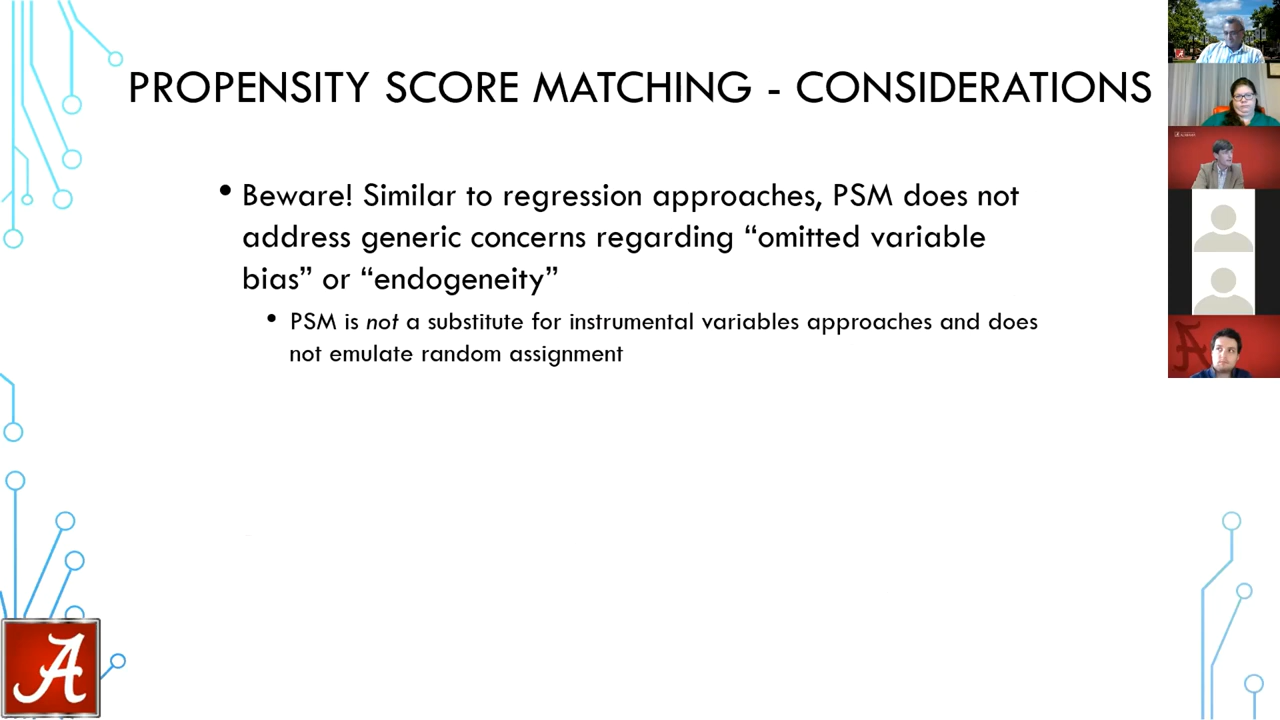 PROPENSITY SCORE MATCHING - CONSIDERATIONS
• Beware! Similar to regression approaches, PSM does not
address generic concerns regarding “omitted variable
bias” or “endogeneity”
• PSM is not a substitute for instrumental variables approaches and does
not emulate random assignment
A